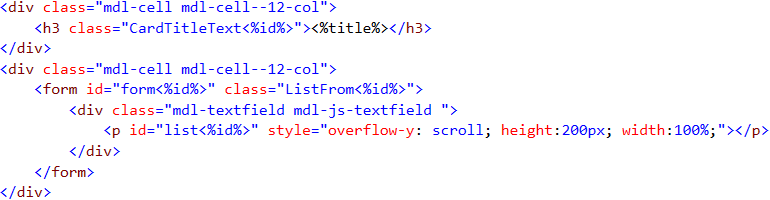 <div class="mdl-cell mdl-cell--12-col">
    <h3 class="CardTitleText<%id%>"><%title%></h3>
</div>
<div class="mdl-cell mdl-cell--12-col">
    <form id="form<%id%>" class="ListFrom<%id%>">
        <div class="mdl-textfield mdl-js-textfield ">
            <p id="list<%id%>" style="overflow-y: scroll; height:200px; width:100%;"></p>
        </div>
    </form>
</div>